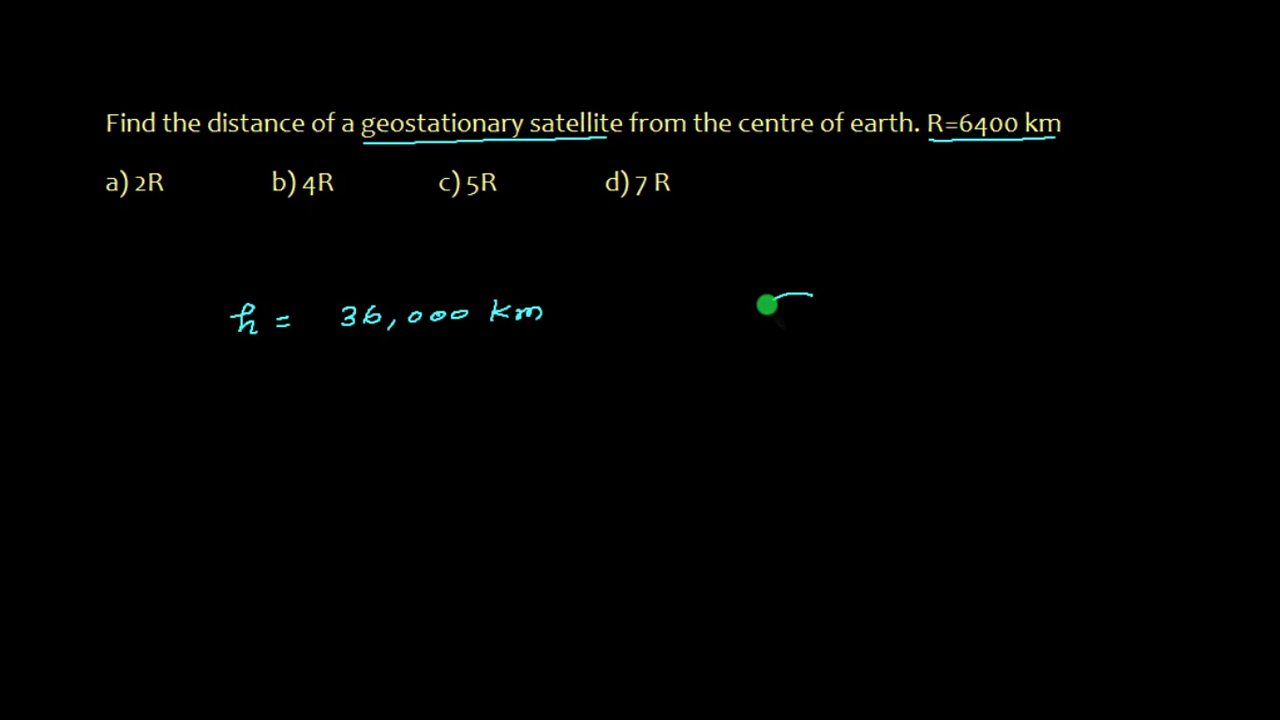 Find the distance of a geostationary satellite from the centre of earth. R=6400 km
a) 2R b) 4R c) 5R d) 7 R
h = 36,000 km